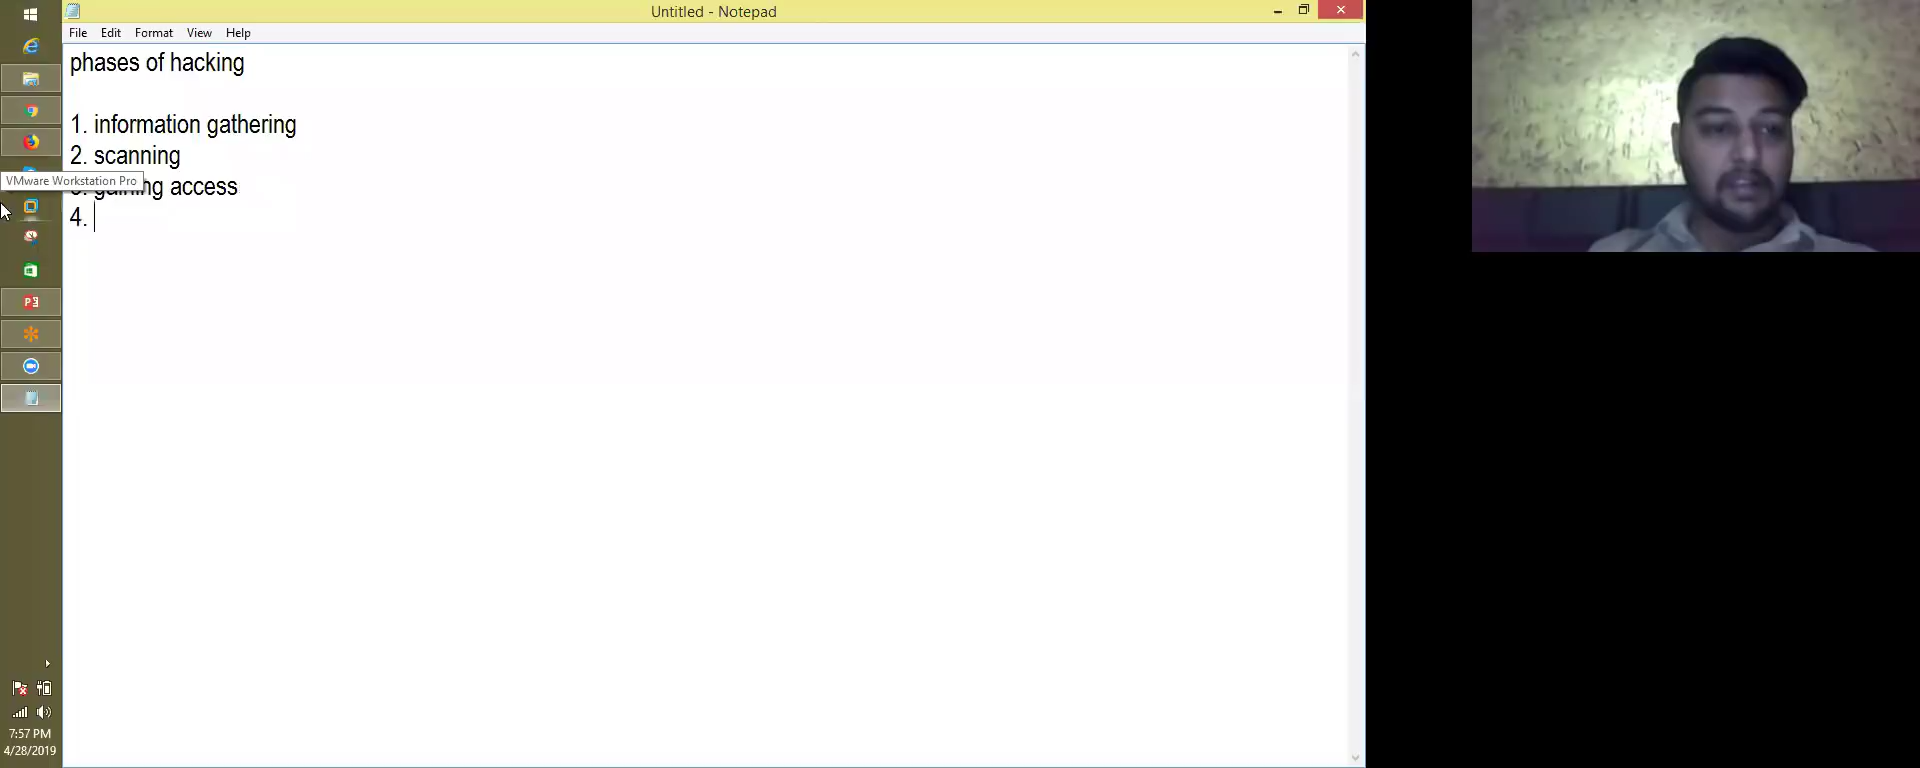 Untitled - Notepad
File Edit Format View Help
phases of hacking
1. information gathering
2. scanning
VMware Workstation Pro
gaining access
4.
7:57 PM
4/28/2019